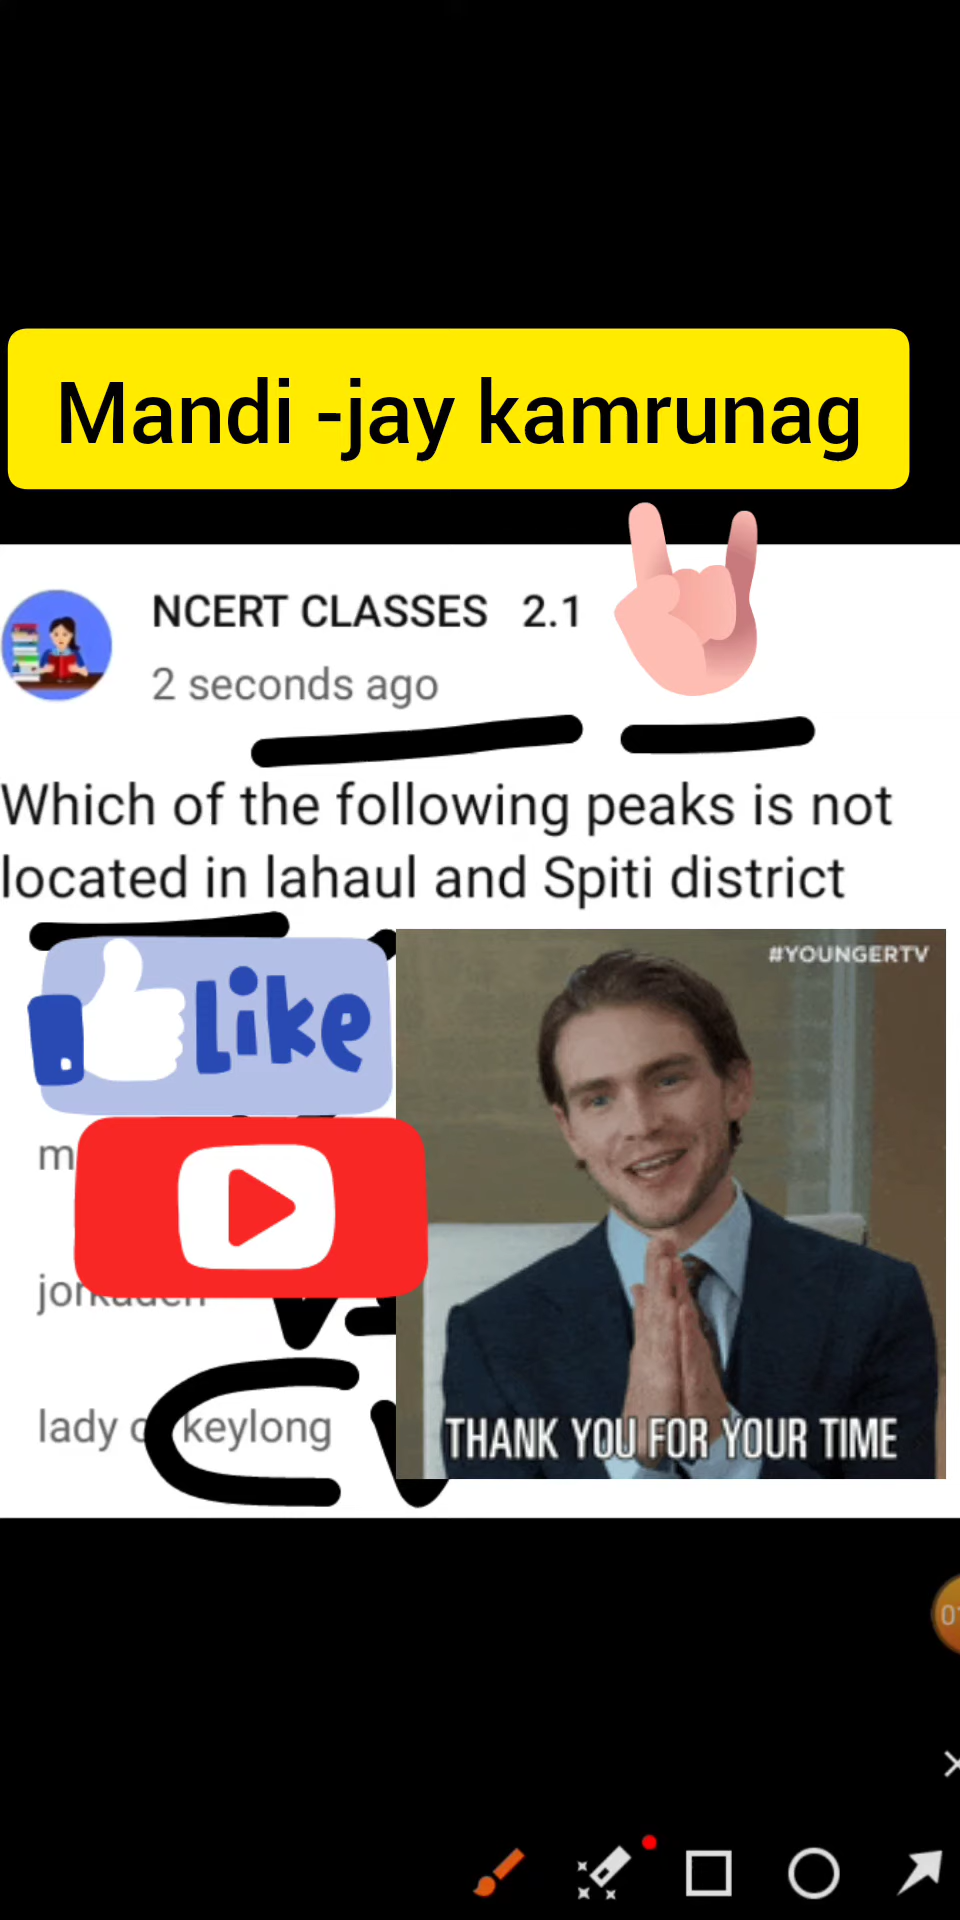 Mandi -jay kamrunag
NCERT CLASSES 2.1
2 seconds ago
Which of the following peaks is not
located in lahaul and Spiti district
#YOUNGERTV
Like
lady keylong
THANK YOU FOR YOUR TIME